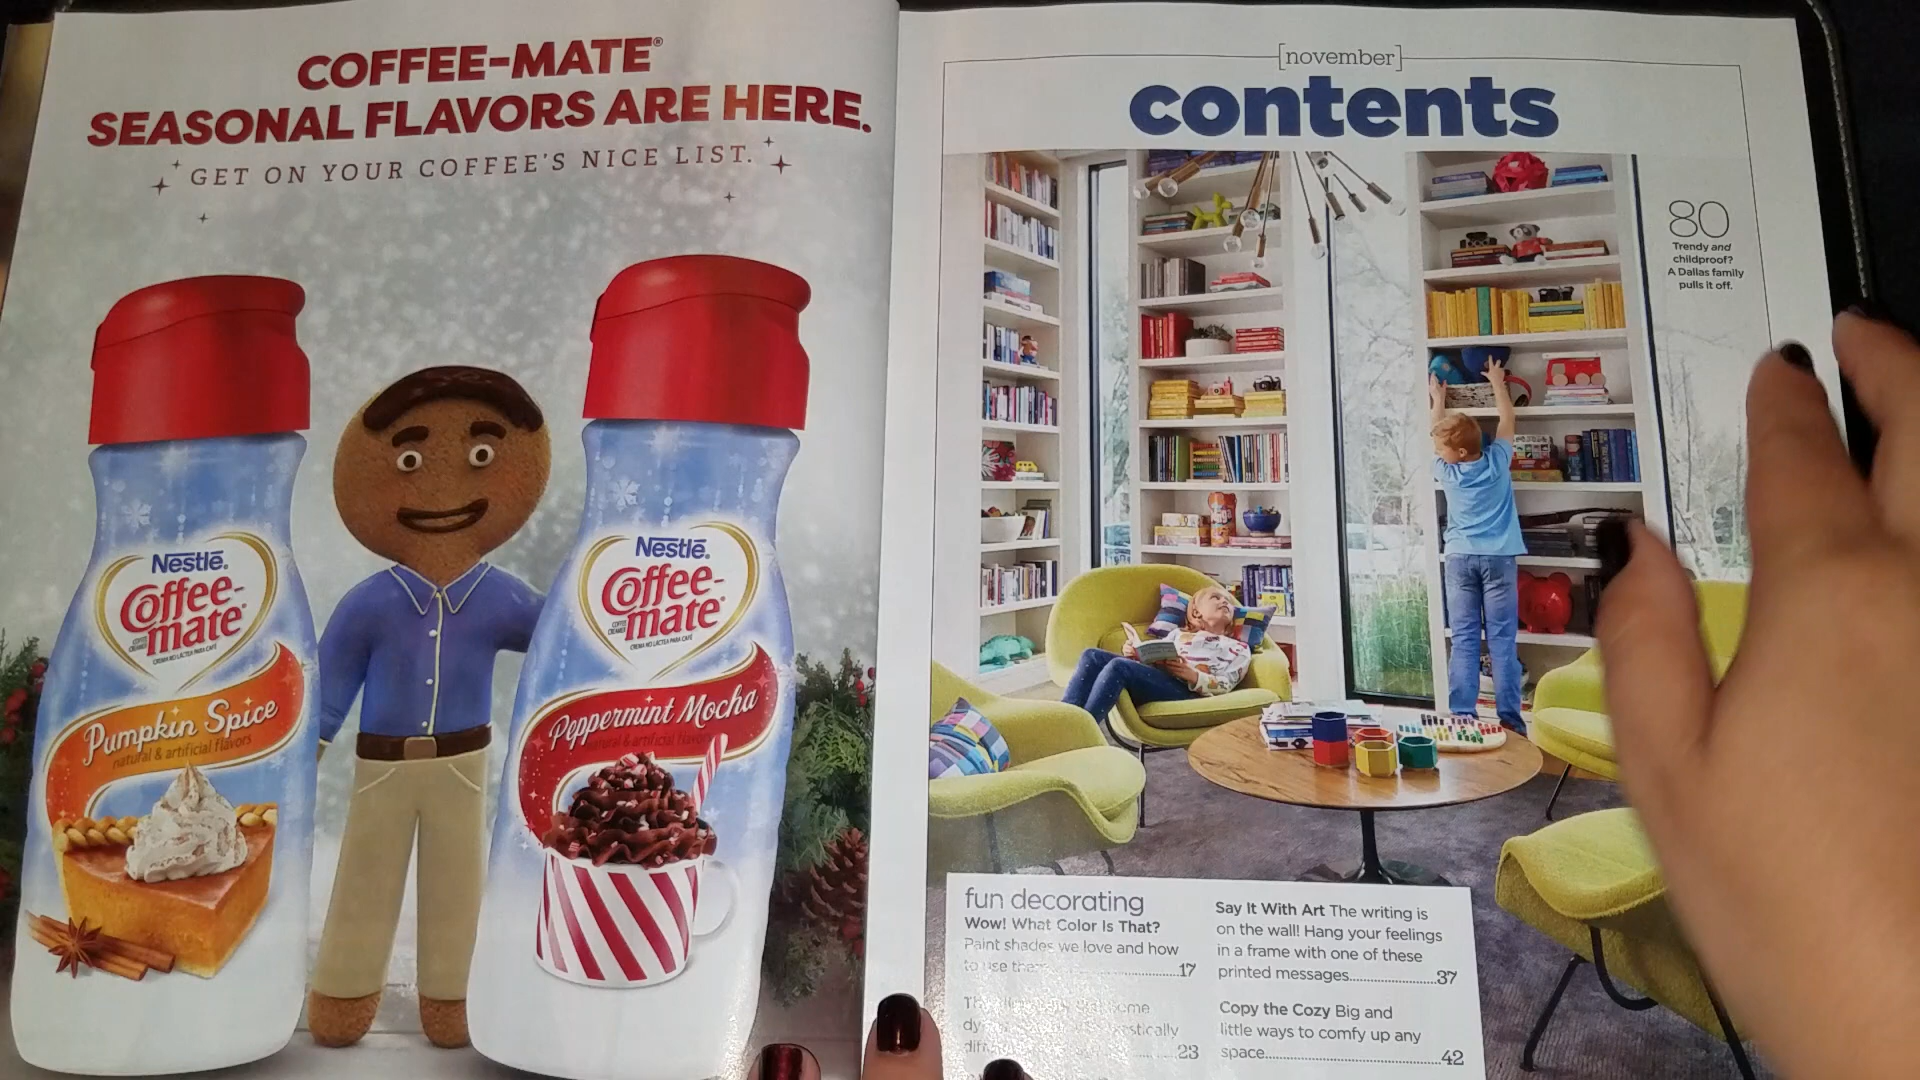 COFFEE-MATE®
SEASONAL FLAVORS ARE HERE.
GET ON YOUR COFFEE'S NICE LIST.
Nestlé®
Coffee-
mate®
Pumpkin Spice
natural & artificial flavors
Nestlé®
Coffee-
mate®
Peppermint Mocha
natural & artificial flavors
[november]
contents
80
Trendy and
childproof?
A Dallas family
pulls it off.
fun decorating
Wow! What Color Is That?
Paint shades we love and how
to use ..............................17
23
Say It With Art The writing is
on the wall! Hang your feelings
in a frame with one of these
printed messages......................37
Copy the Cozy Big and
little ways to comfy up any
space.............................................42